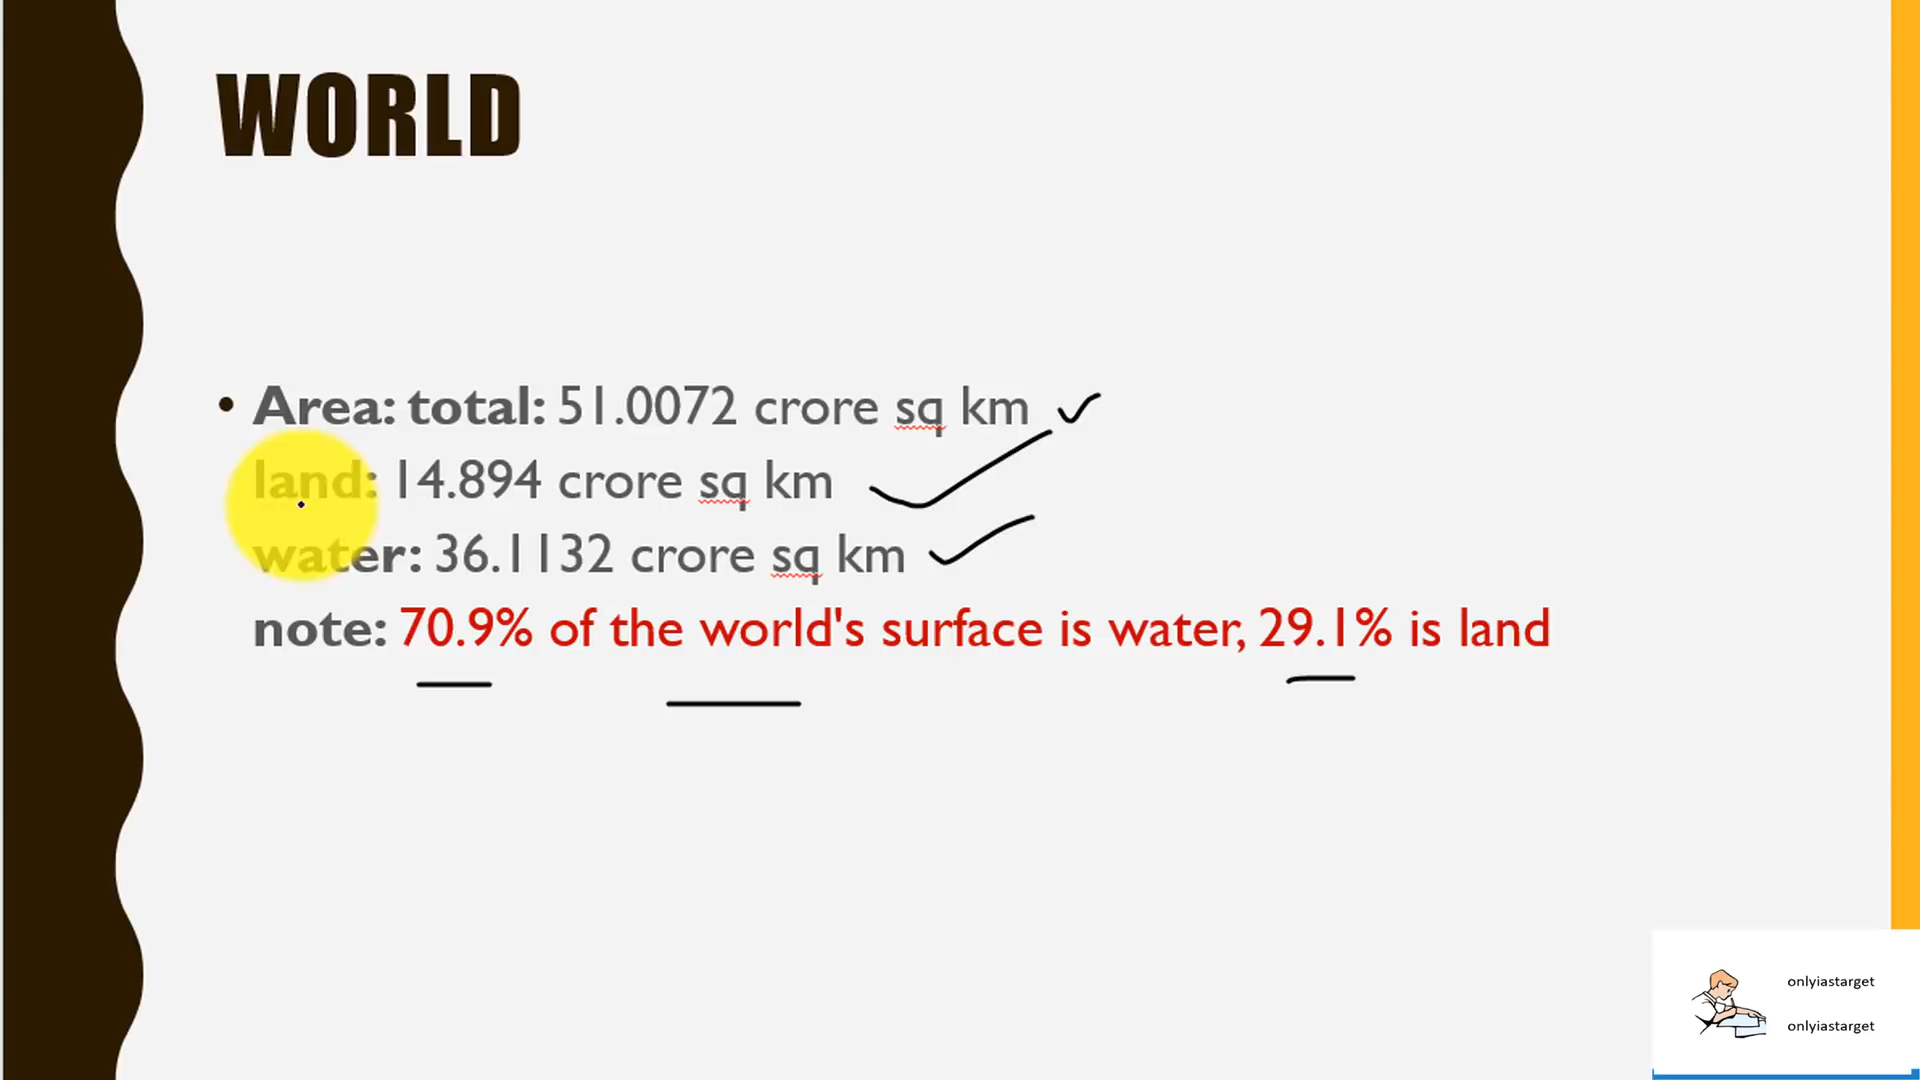 WORLD
• Area: total: 51.0072 crore sq km
land: 14.894 crore sq km
water: 36.1132 crore sq km
note: 70.9% of the world's surface is water, 29.1% is land
onlyiastarget
onlyiastarget